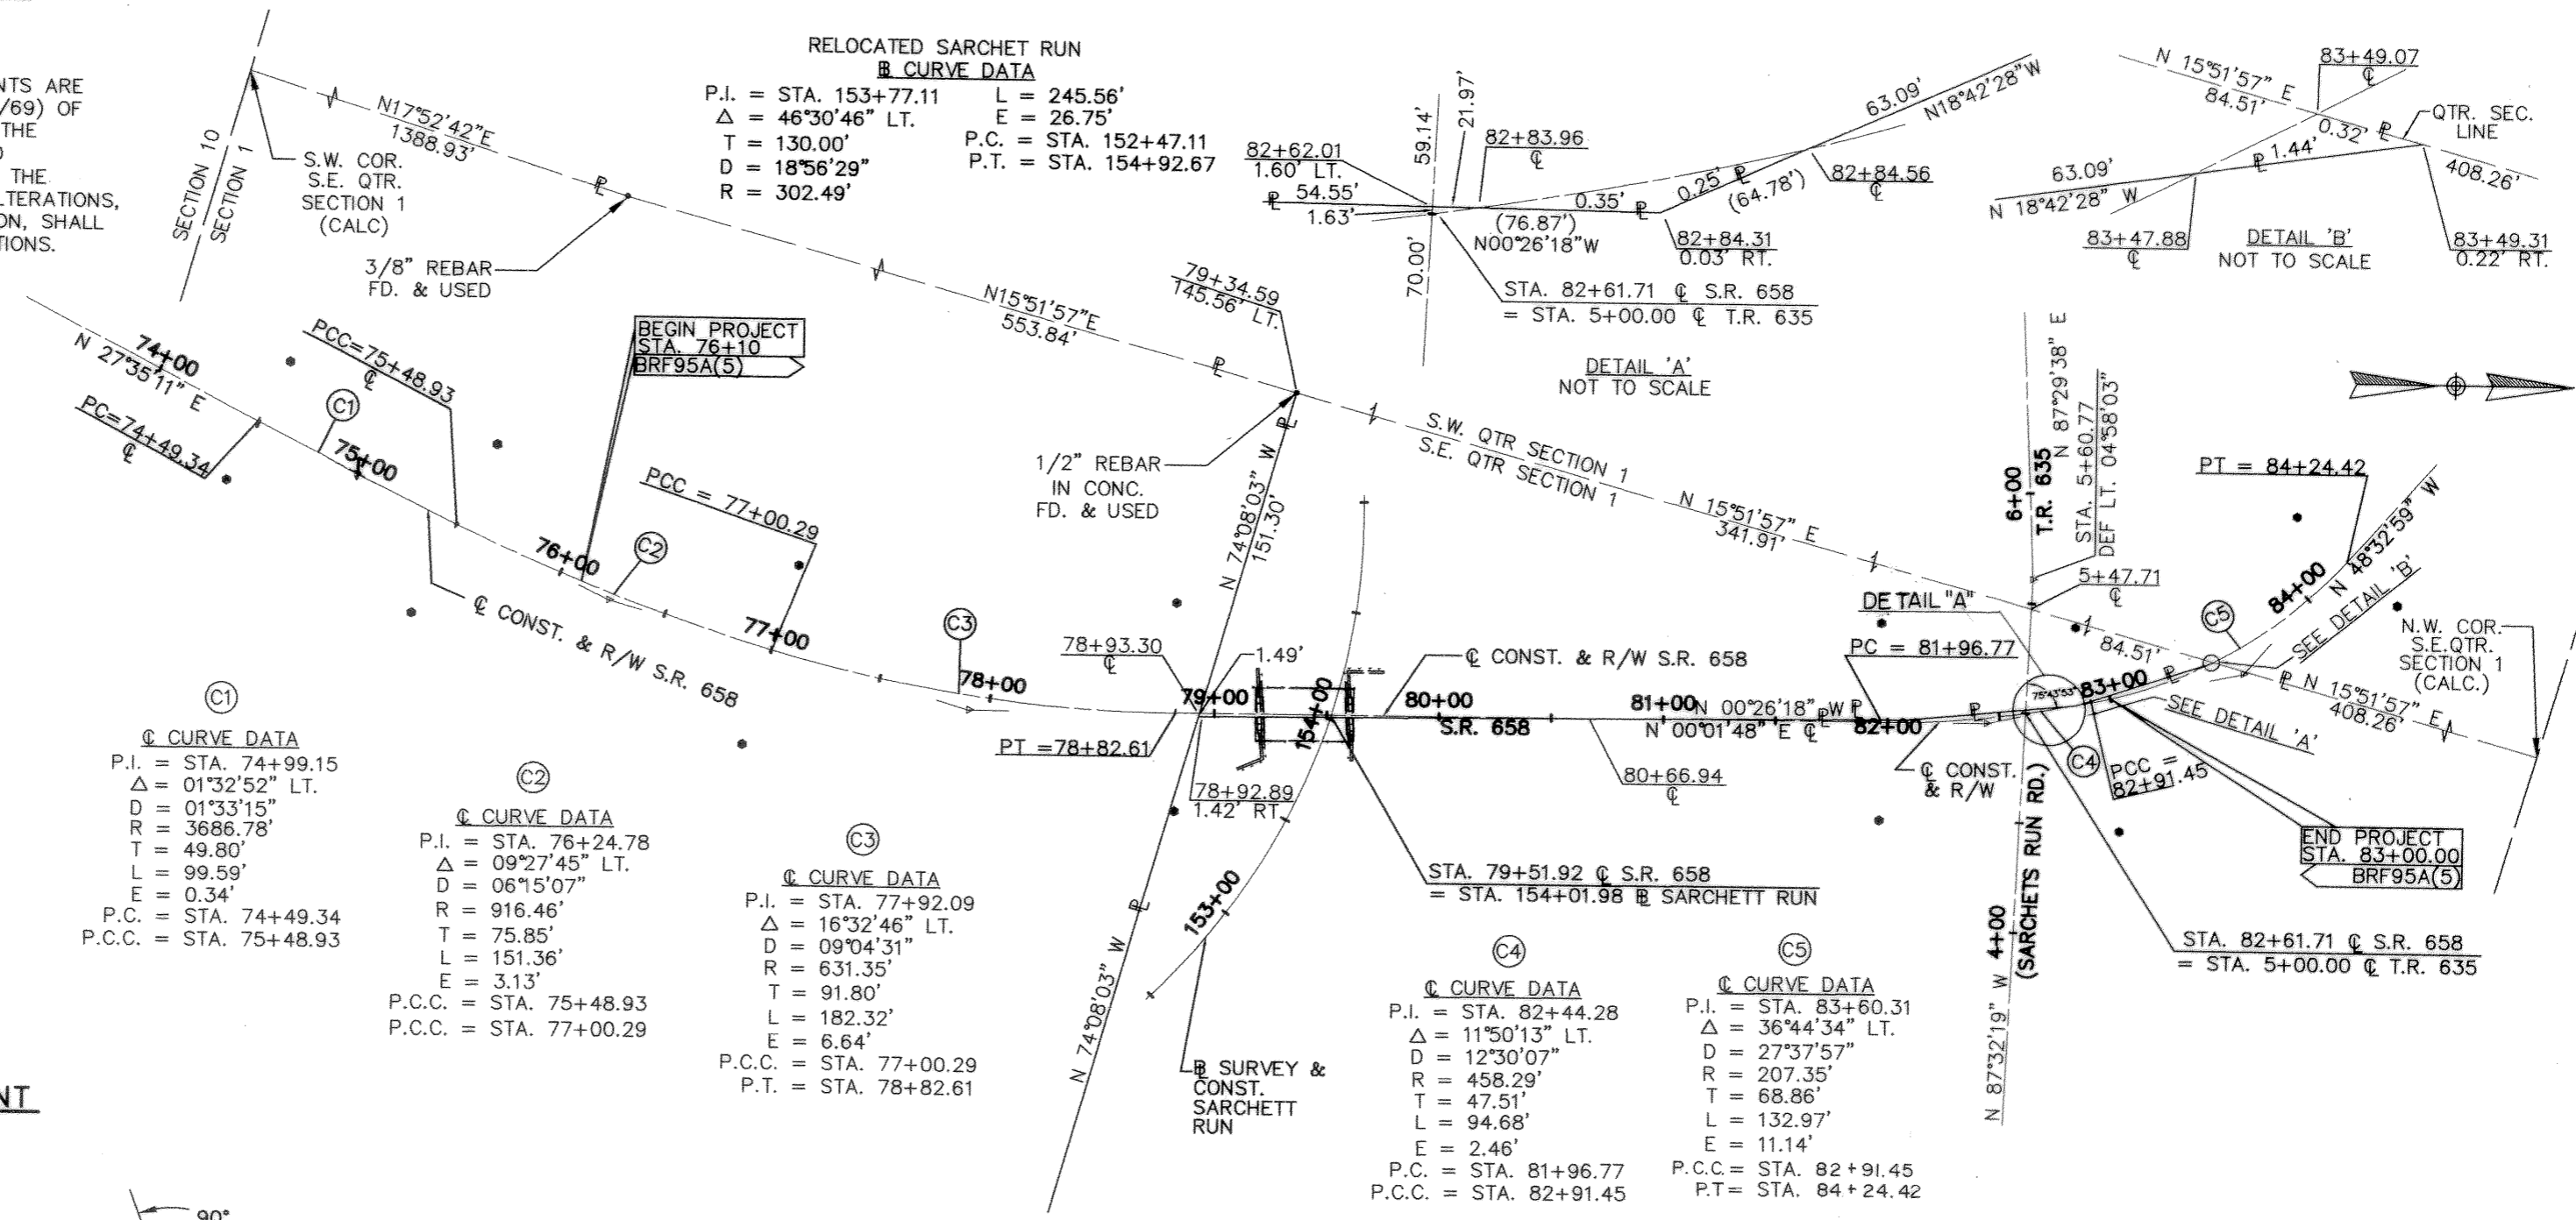 NTS ARE
/69) OF
THE
THE
LTERATIONS,
ON, SHALL
TIONS.
SECTION 10
SECTION 1
N17°52'42"E
1388.93'
S.W. COR.
S.E. QTR.
SECTION 1
(CALC)
3/8" REBAR
FD. & USED
RELOCATED SARCHET RUN
B̲L CURVE DATA
P.I. = STA. 153+77.11
Δ = 46°30'46" LT.
T = 130.00'
D = 18°56'29"
R = 302.49'
L = 245.56'
E = 26.75'
P.C. = STA. 152+47.11
P.T. = STA. 154+92.67
59.14'
21.97'
82+62.01
1.60' LT.
82+83.96
℄
63.09'
N18°42'28"W
PL 54.55'
1.63'
0.35' PL
0.25' PL
(64.78')
82+84.56
℄
(76.87')
N00°26'18"W
82+84.31
0.03' RT.
70.00'
STA. 82+61.71 ℄ S.R. 658
= STA. 5+00.00 ℄ T.R. 635
DETAIL 'A'
NOT TO SCALE
N 15°51'57" E
84.51'
83+49.07
℄
0.32' PL
QTR. SEC.
LINE
PL 1.44'
408.26'
63.09'
N 18°42'28" W
83+47.88
℄
DETAIL 'B'
NOT TO SCALE
83+49.31
0.22' RT.
74+00
N 27°35'11" E
PC=74+49.34
℄
C1
75+00
PCC=75+48.93
℄
BEGIN PROJECT
STA. 76+10
BRF95A(5)
PL
N15°51'57"E
553.84'
PL
79+34.59
145.56' LT.
1/2" REBAR
IN CONC.
FD. & USED
PL
N 74°08'03" W
151.30'
S.W. QTR SECTION 1
S.E. QTR SECTION 1
N 15°51'57" E
341.91'
76+00
C2
PCC = 77+00.29
77+00
℄ CONST. & R/W S.R. 658
C3
78+00
78+93.30
℄
1.49'
79+00
PT =78+82.61
78+92.89
1.42' RT.
154+00
℄ CONST. & R/W S.R. 658
80+00
S.R. 658
80+66.94
℄
81+00
N 00°26'18" W PL
N 00°01'48" E ℄
82+00
PL
PC = 81+96.77
DETAIL "A"
6+00
T.R. 635
N 87°29'38" E
STA. 5+60.77
DEF LT. 04°58'03"
5+47.71
℄
75°43'53"
83+00
84.51'
PL
C5
84+00
PT = 84+24.42
N 48°32'59" W
SEE DETAIL 'B'
N.W. COR.
S.E.QTR.
SECTION 1
(CALC.)
PL N 15°51'57" E
408.26'
SEE DETAIL 'A'
℄ CONST.
& R/W
C4
PCC =
82+91.45
(SARCHETS RUN RD.)
4+00
N 87°32'19" W
END PROJECT
STA. 83+00.00
BRF95A(5)
STA. 82+61.71 ℄ S.R. 658
= STA. 5+00.00 ℄ T.R. 635
STA. 79+51.92 ℄ S.R. 658
= STA. 154+01.98 B̲L SARCHETT RUN
153+00
PL
N 74°08'03" W
B̲L SURVEY &
CONST.
SARCHETT
RUN
C1
℄ CURVE DATA
P.I. = STA. 74+99.15
Δ = 01°32'52" LT.
D = 01°33'15"
R = 3686.78'
T = 49.80'
L = 99.59'
E = 0.34'
P.C. = STA. 74+49.34
P.C.C. = STA. 75+48.93
C2
℄ CURVE DATA
P.I. = STA. 76+24.78
Δ = 09°27'45" LT.
D = 06°15'07"
R = 916.46'
T = 75.85'
L = 151.36'
E = 3.13'
P.C.C. = STA. 75+48.93
P.C.C. = STA. 77+00.29
C3
℄ CURVE DATA
P.I. = STA. 77+92.09
Δ = 16°32'46" LT.
D = 09°04'31"
R = 631.35'
T = 91.80'
L = 182.32'
E = 6.64'
P.C.C. = STA. 77+00.29
P.T. = STA. 78+82.61
C4
℄ CURVE DATA
P.I. = STA. 82+44.28
Δ = 11°50'13" LT.
D = 12°30'07"
R = 458.29'
T = 47.51'
L = 94.68'
E = 2.46'
P.C. = STA. 81+96.77
P.C.C. = STA. 82+91.45
C5
℄ CURVE DATA
P.I. = STA. 83+60.31
Δ = 36°44'34" LT.
D = 27°37'57"
R = 207.35'
T = 68.86'
L = 132.97'
E = 11.14'
P.C.C.= STA. 82+91.45
P.T= STA. 84+24.42
NT
90°